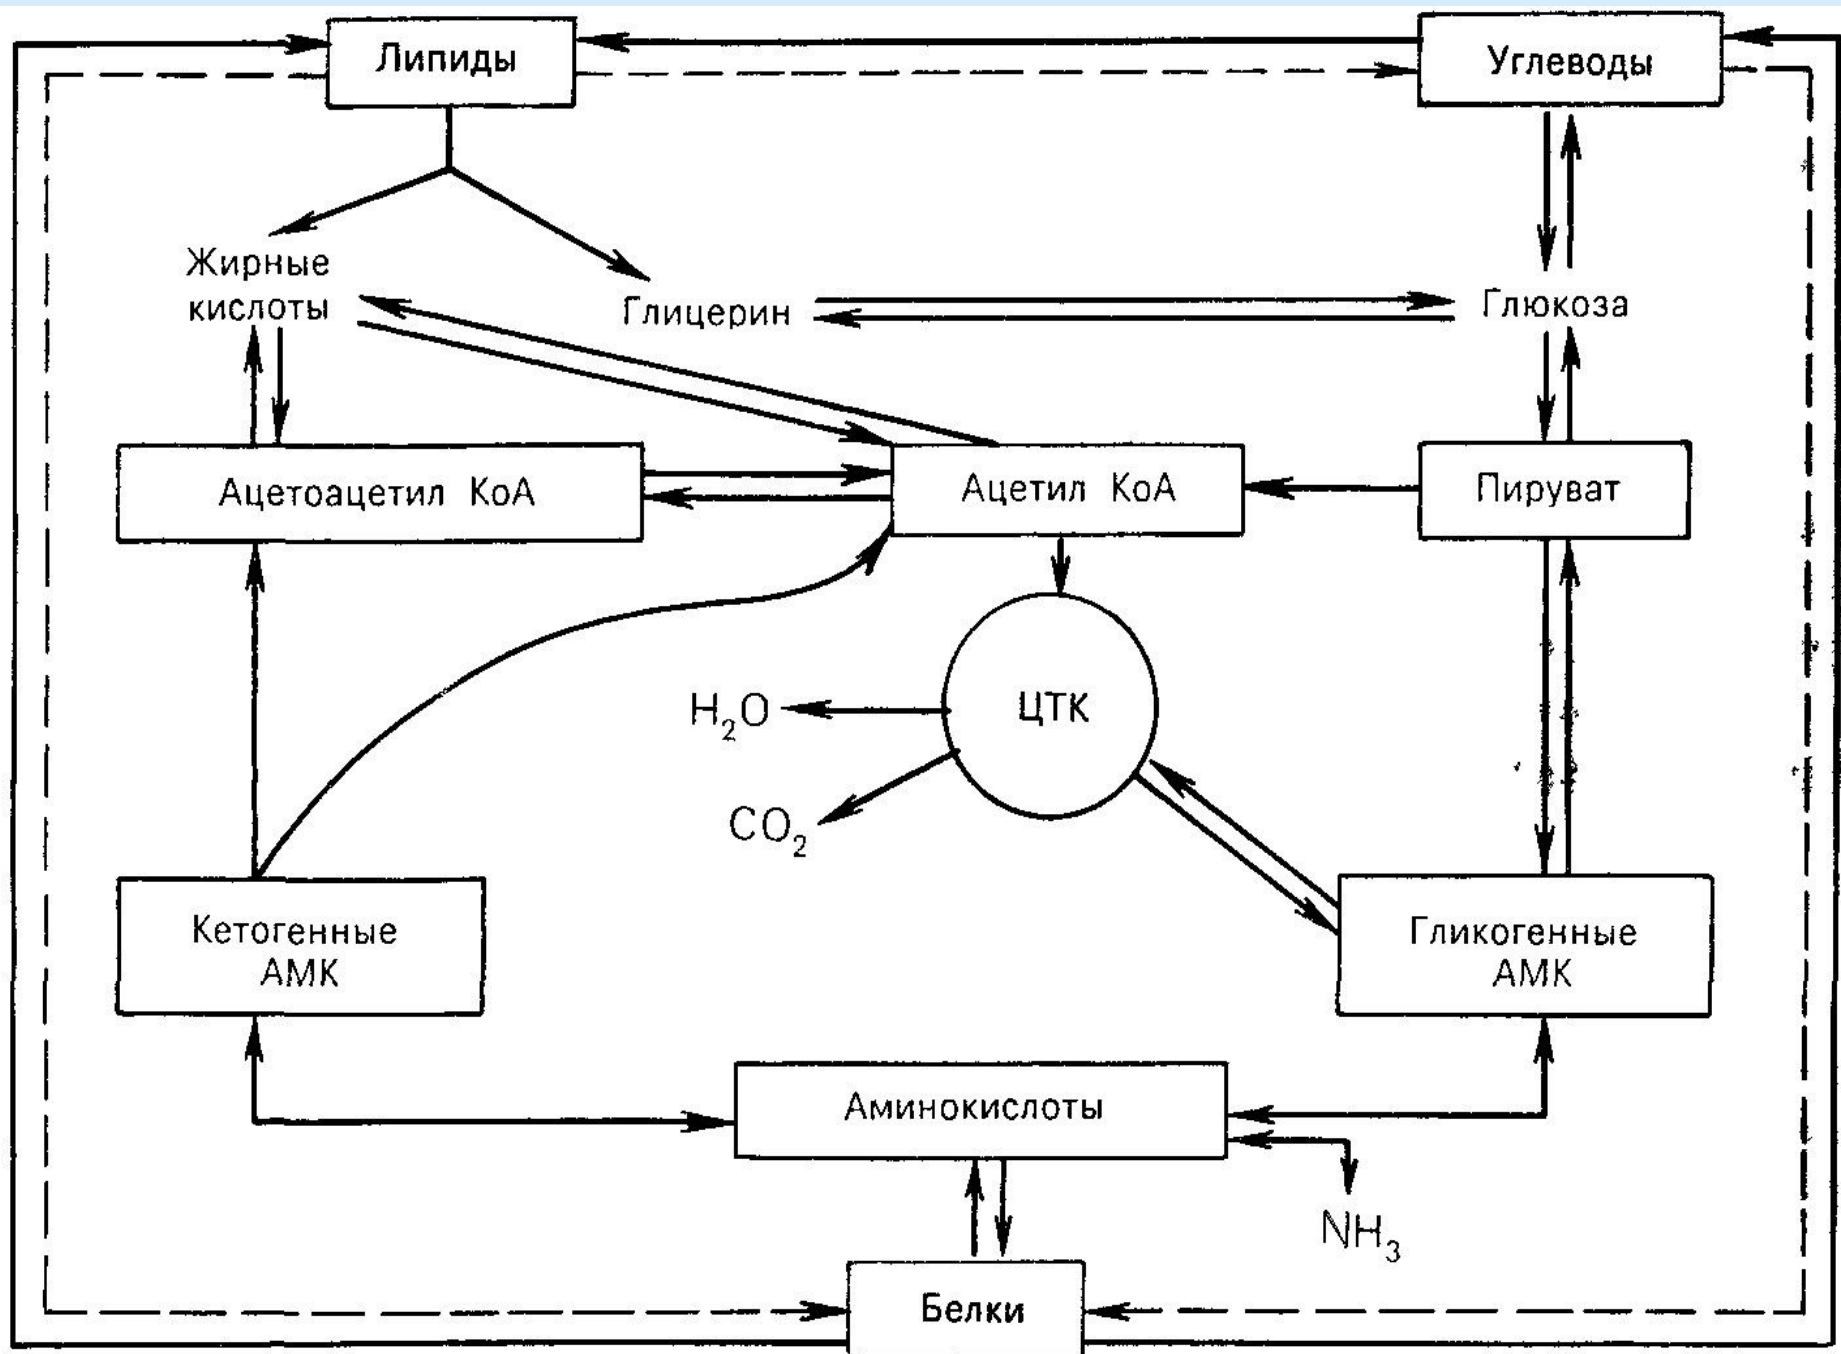 Липиды
Углеводы
Жирные
кислоты
Глицерин
Глюкоза
Ацетоацетил КоА
Ацетил КоА
Пируват
H₂O
ЦТК
CO₂
Кетогенные
АМК
Гликогенные
АМК
Аминокислоты
NH₃
Белки